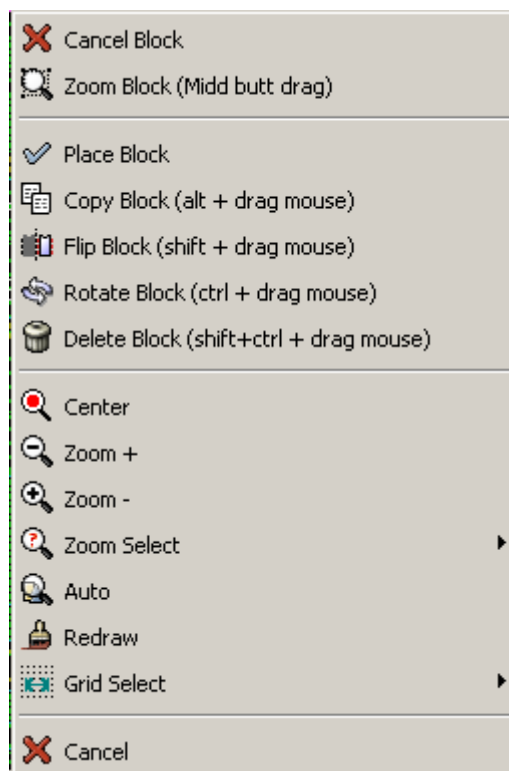 Cancel Block
Zoom Block (Midd butt drag)
Place Block
Copy Block (alt + drag mouse)
Flip Block (shift + drag mouse)
Rotate Block (ctrl + drag mouse)
Delete Block (shift+ctrl + drag mouse)
Center
Zoom +
Zoom -
Zoom Select
Auto
Redraw
Grid Select
Cancel